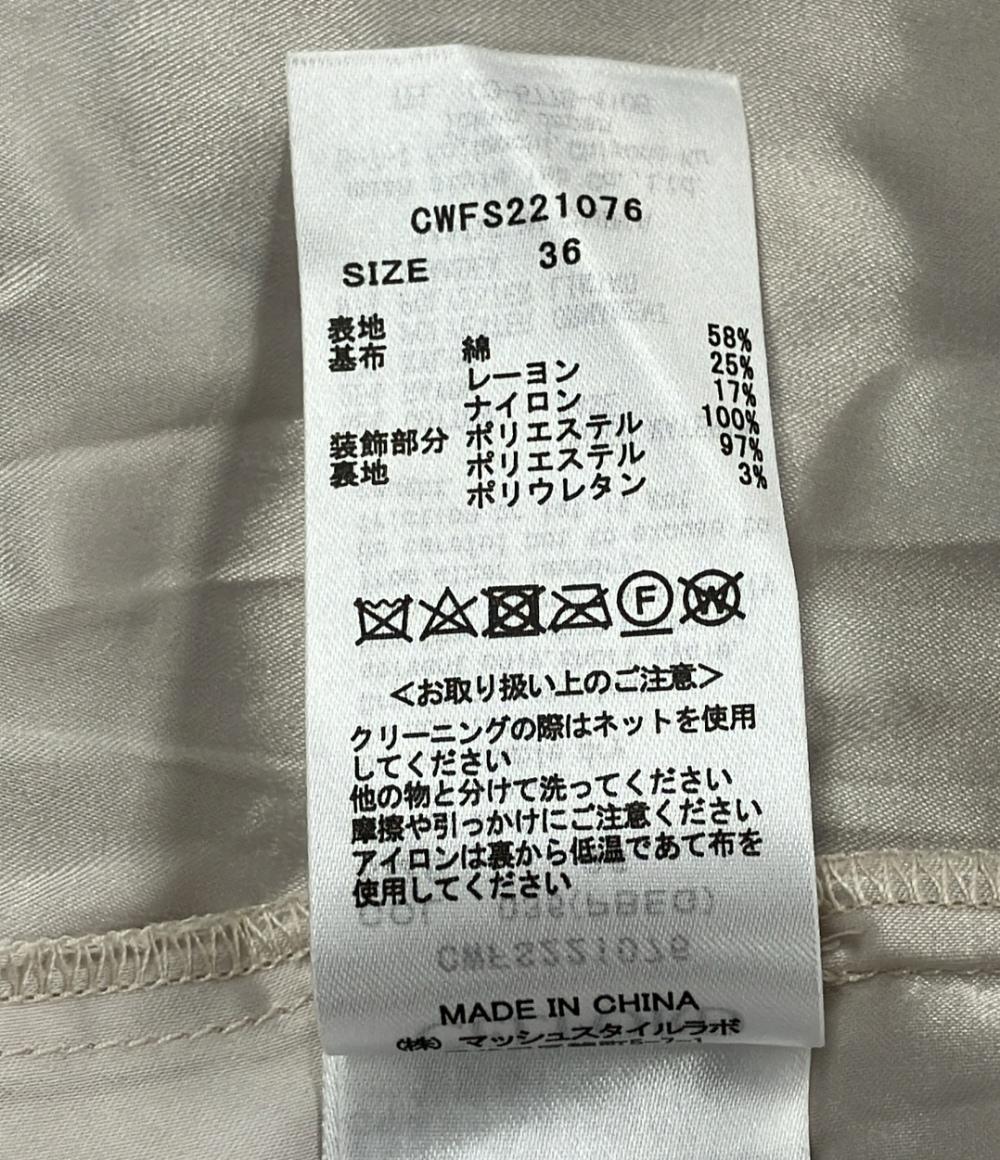 CWFS221076
SIZE 36
表地
基布 綿 58%
レーヨン 25%
ナイロン 17%
装飾部分 ポリエステル 100%
裏地 ポリエステル 97%
ポリウレタン 3%
F W
<お取り扱い上のご注意>
クリーニングの際はネットを使用
してください
他の物と分けて洗ってください
摩擦や引っかけにご注意ください
アイロンは裏から低温であて布を
使用してください
MADE IN CHINA
(株) マッシュスタイルラボ
5-7-1